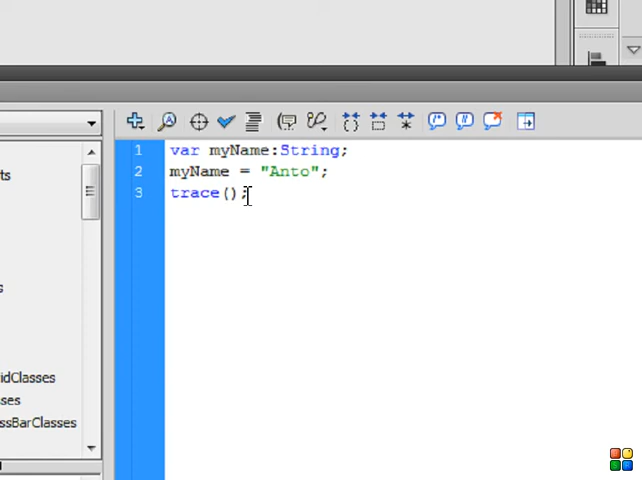 ts
1 var myName:String;
2 myName = "Anto";
3 trace();
s
idClasses
ses
ssBarClasses